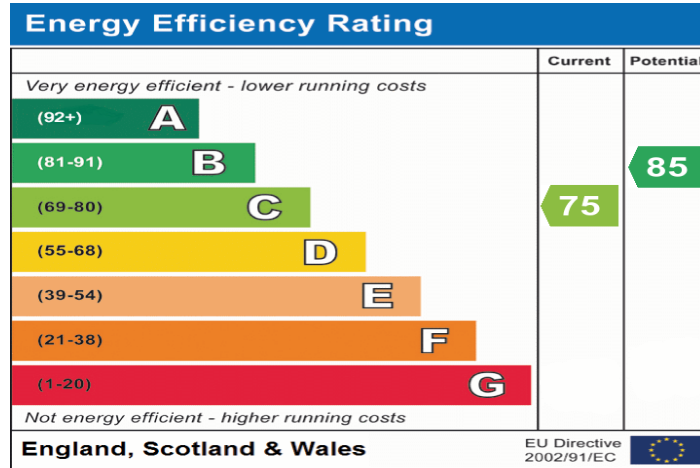 Energy Efficiency Rating
Current Potential
Very energy efficient - lower running costs
(92+) A
(81-91) B
85
(69-80) C
75
(55-68) D
(39-54) E
(21-38) F
(1-20) G
Not energy efficient - higher running costs
England, Scotland & Wales
EU Directive
2002/91/EC